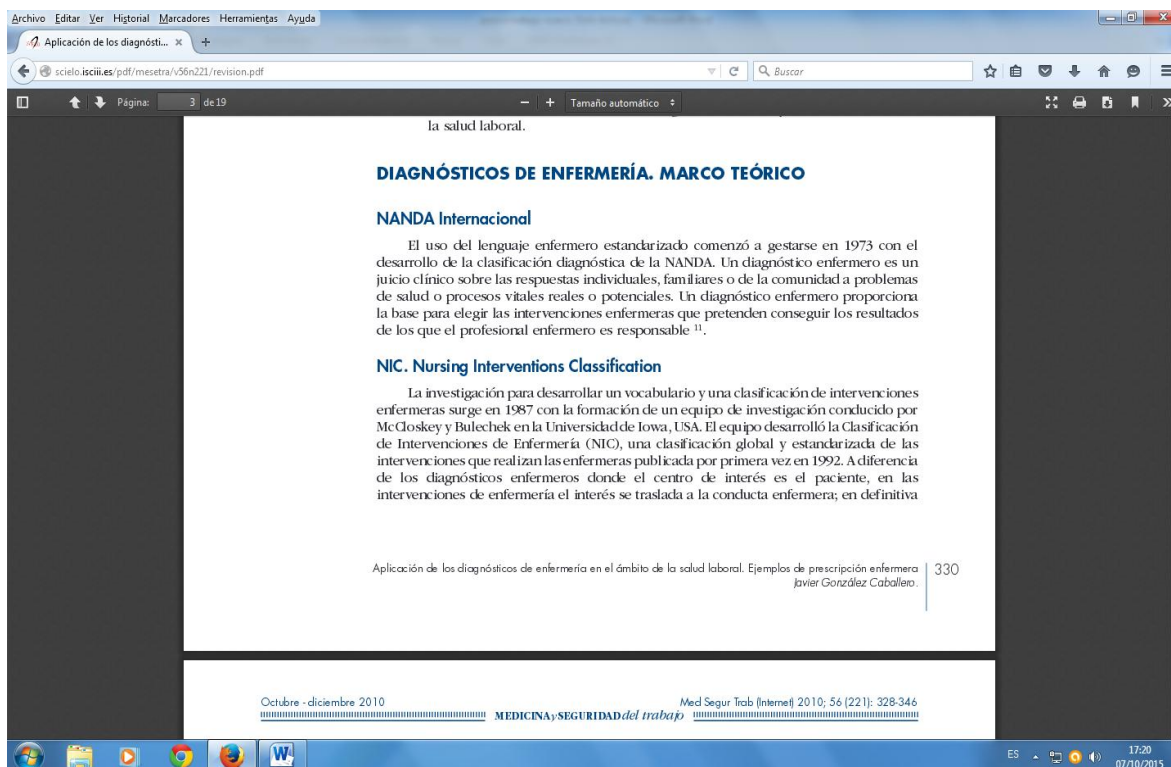 Archivo Editar Ver Historial Marcadores Herramientas Ayuda
Aplicación de los diagnósti... × +
scielo.isciii.es/pdf/mesetra/v56n221/revision.pdf
Buscar
Página: 3 de 19
Tamaño automático
la salud laboral.
DIAGNÓSTICOS DE ENFERMERÍA. MARCO TEÓRICO
NANDA Internacional
El uso del lenguaje enfermero estandarizado comenzó a gestarse en 1973 con el
desarrollo de la clasificación diagnóstica de la NANDA. Un diagnóstico enfermero es un
juicio clínico sobre las respuestas individuales, familiares o de la comunidad a problemas
de salud o procesos vitales reales o potenciales. Un diagnóstico enfermero proporciona
la base para elegir las intervenciones enfermeras que pretenden conseguir los resultados
de los que el profesional enfermero es responsable 11.
NIC. Nursing Interventions Classification
La investigación para desarrollar un vocabulario y una clasificación de intervenciones
enfermeras surge en 1987 con la formación de un equipo de investigación conducido por
McCloskey y Bulechek en la Universidad de Iowa, USA. El equipo desarrolló la Clasificación
de Intervenciones de Enfermería (NIC), una clasificación global y estandarizada de las
intervenciones que realizan las enfermeras publicada por primera vez en 1992. A diferencia
de los diagnósticos enfermeros donde el centro de interés es el paciente, en las
intervenciones de enfermería el interés se traslada a la conducta enfermera; en definitiva
Aplicación de los diagnósticos de enfermería en el ámbito de la salud laboral. Ejemplos de prescripción enfermera 330
Javier González Caballero.
Octubre - diciembre 2010 Med Segur Trab (Internet) 2010; 56 (221): 328-346
MEDICINA y SEGURIDAD del trabajo
ES 17:20
07/10/2015